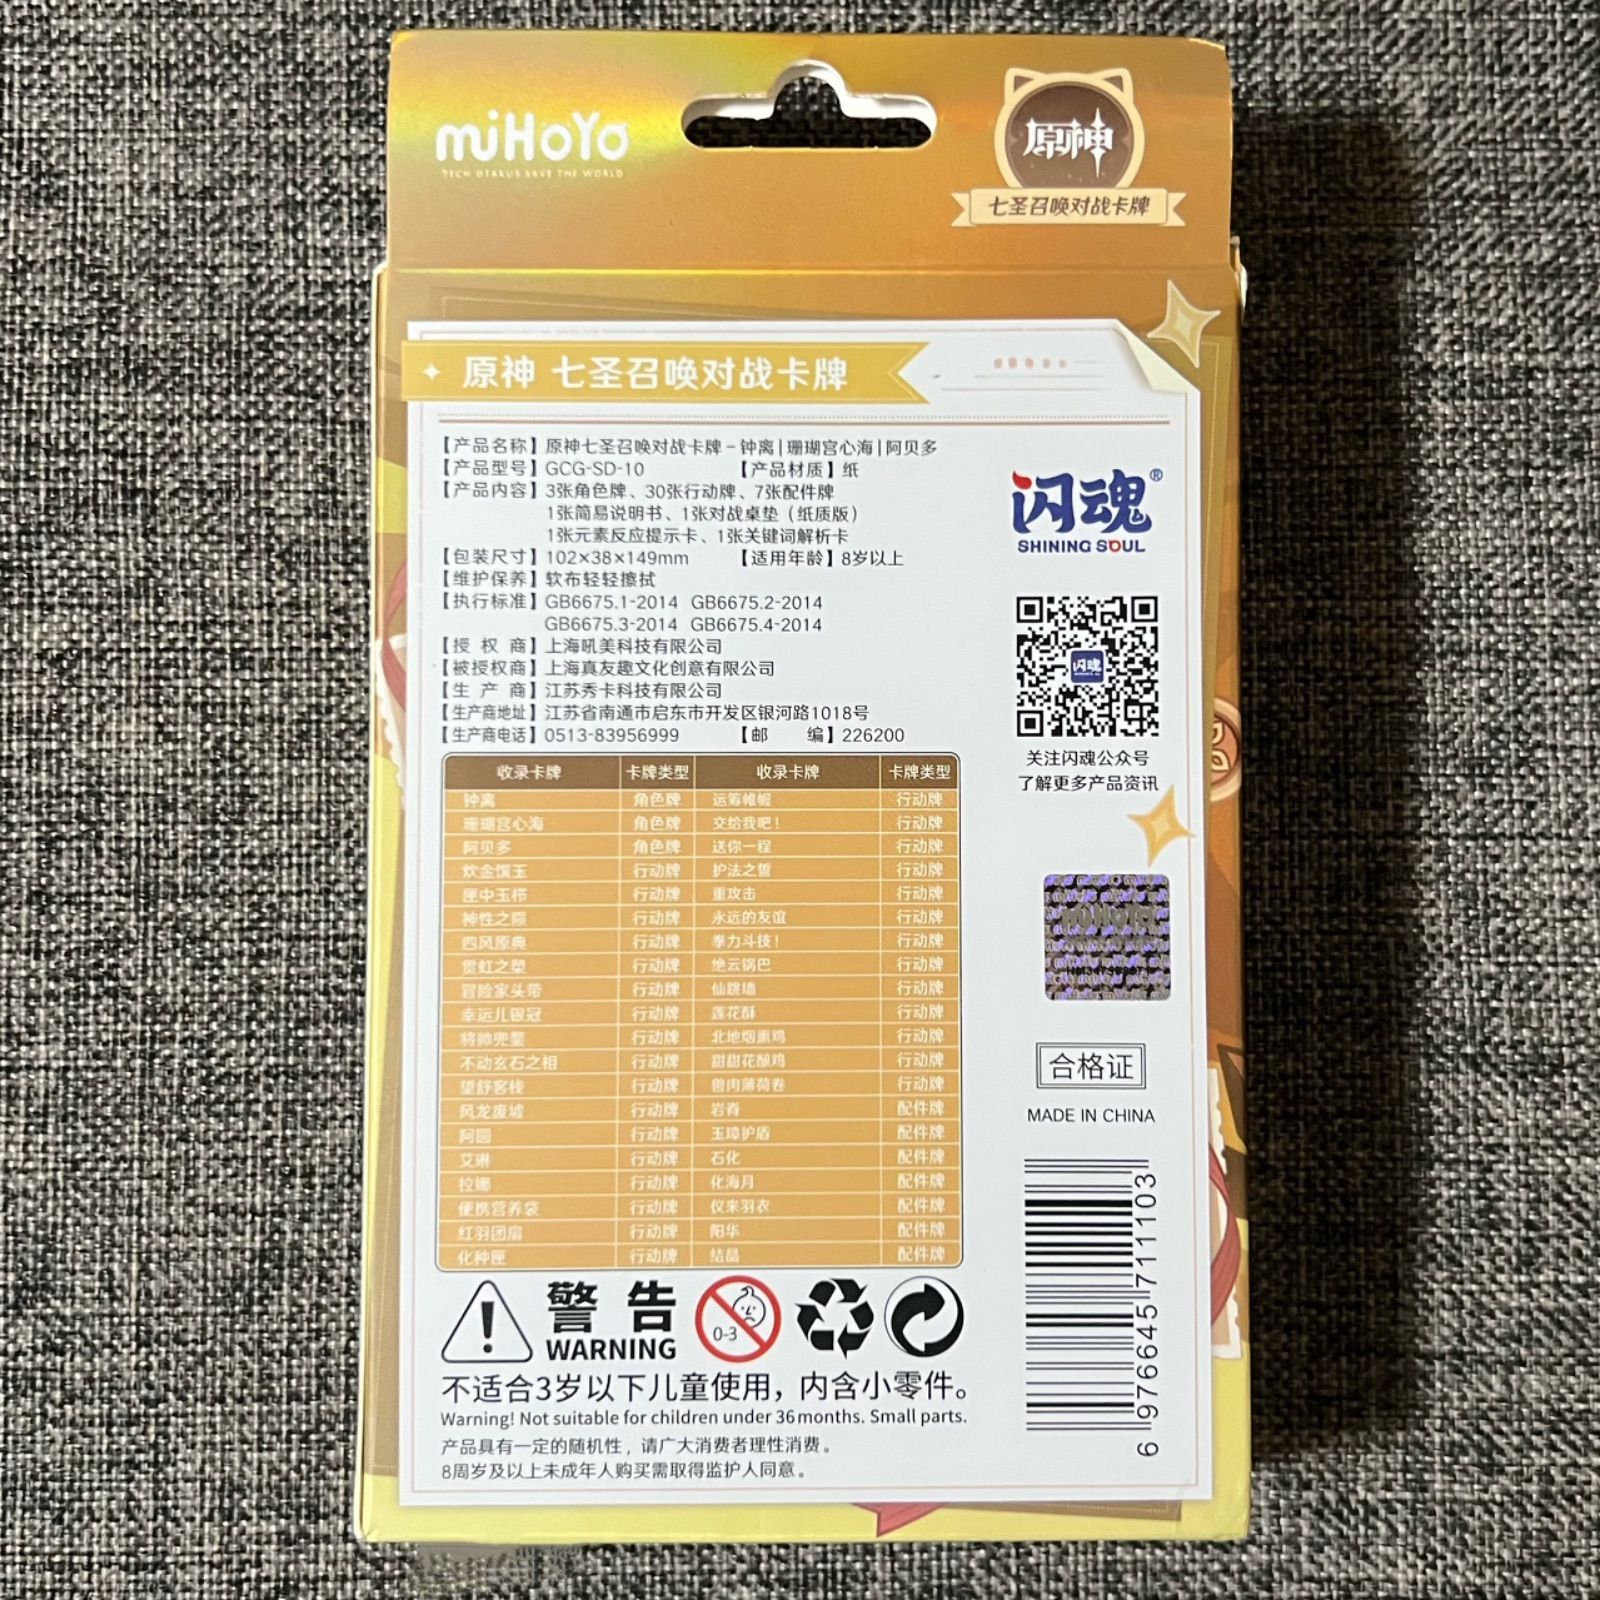 miHoYo
TECH OTAKUS SAVE THE WORLD
原神
七圣召唤对战卡牌
原神 七圣召唤对战卡牌
【产品名称】原神七圣召唤对战卡牌-钟离|珊瑚宫心海|阿贝多
【产品型号】GCG-SD-10 【产品材质】纸
【产品内容】3张角色牌、30张行动牌、7张配件牌
1张简易说明书、1张对战桌垫（纸质版）
1张元素反应提示卡、1张关键词解析卡
【包装尺寸】102×38×149mm 【适用年龄】8岁以上
【维护保养】软布轻轻擦拭
【执行标准】GB6675.1-2014 GB6675.2-2014
GB6675.3-2014 GB6675.4-2014
【授 权 商】上海吼美科技有限公司
【被授权商】上海真友趣文化创意有限公司
【生 产 商】江苏秀卡科技有限公司
【生产商地址】江苏省南通市启东市开发区银河路1018号
【生产商电话】0513-83956999 【邮 编】226200
闪魂®
SHINING SOUL
闪魂
关注闪魂公众号
了解更多产品资讯
收录卡牌 卡牌类型 收录卡牌 卡牌类型
钟离 角色牌 运筹帷幄 行动牌
珊瑚宫心海 角色牌 交给我吧！ 行动牌
阿贝多 角色牌 送你一程 行动牌
炊金馔玉 行动牌 护法之誓 行动牌
匣中玉栉 行动牌 重攻击 行动牌
神性之陨 行动牌 永远的友谊 行动牌
四风原典 行动牌 拳力斗技！ 行动牌
贯虹之槊 行动牌 绝云锅巴 行动牌
冒险家头带 行动牌 仙跳墙 行动牌
幸运儿银冠 行动牌 莲花酥 行动牌
将帅兜鍪 行动牌 北地烟熏鸡 行动牌
不动玄石之相 行动牌 甜甜花酿鸡 行动牌
望舒客栈 行动牌 兽肉薄荷卷 行动牌
风龙废墟 行动牌 岩脊 配件牌
阿圆 行动牌 玉璋护盾 配件牌
艾琳 行动牌 石化 配件牌
拉娜 行动牌 化海月 配件牌
便携营养袋 行动牌 仪来羽衣 配件牌
红羽团扇 行动牌 阳华 配件牌
化种匣 行动牌 结晶 配件牌
miHoYo
合格证
MADE IN CHINA
6 976645 711103
警告
WARNING
0-3
不适合3岁以下儿童使用，内含小零件。
Warning! Not suitable for children under 36months. Small parts.
产品具有一定的随机性，请广大消费者理性消费。
8周岁及以上未成年人购买需取得监护人同意。